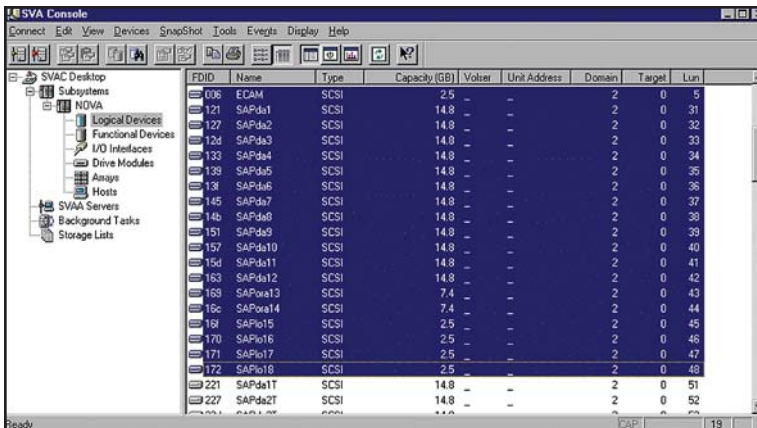 SVA Console
Connect Edit View Devices SnapShot Tools Events Display Help
SVAC Desktop
Subsystems
NOVA
Logical Devices
Functional Devices
I/O Interfaces
Drive Modules
Arrays
Hosts
SVAA Servers
Background Tasks
Storage Lists
FDID Name Type Capacity (GB) Volser Unit Address Domain Target Lun
006 ECAM SCSI 2.5 _ _ 2 0 5
121 SAPda1 SCSI 14.8 _ _ 2 0 31
127 SAPda2 SCSI 14.8 _ _ 2 0 32
12d SAPda3 SCSI 14.8 _ _ 2 0 33
133 SAPda4 SCSI 14.8 _ _ 2 0 34
139 SAPda5 SCSI 14.8 _ _ 2 0 35
13f SAPda6 SCSI 14.8 _ _ 2 0 36
145 SAPda7 SCSI 14.8 _ _ 2 0 37
14b SAPda8 SCSI 14.8 _ _ 2 0 38
151 SAPda9 SCSI 14.8 _ _ 2 0 39
157 SAPda10 SCSI 14.8 _ _ 2 0 40
15d SAPda11 SCSI 14.8 _ _ 2 0 41
163 SAPda12 SCSI 14.8 _ _ 2 0 42
169 SAPora13 SCSI 7.4 _ _ 2 0 43
16c SAPora14 SCSI 7.4 _ _ 2 0 44
16f SAPlo15 SCSI 2.5 _ _ 2 0 45
170 SAPlo16 SCSI 2.5 _ _ 2 0 46
171 SAPlo17 SCSI 2.5 _ _ 2 0 47
172 SAPlo18 SCSI 2.5 _ _ 2 0 48
221 SAPda1T SCSI 14.8 _ _ 2 0 51
227 SAPda2T SCSI 14.8 _ _ 2 0 52
Ready CAP 19